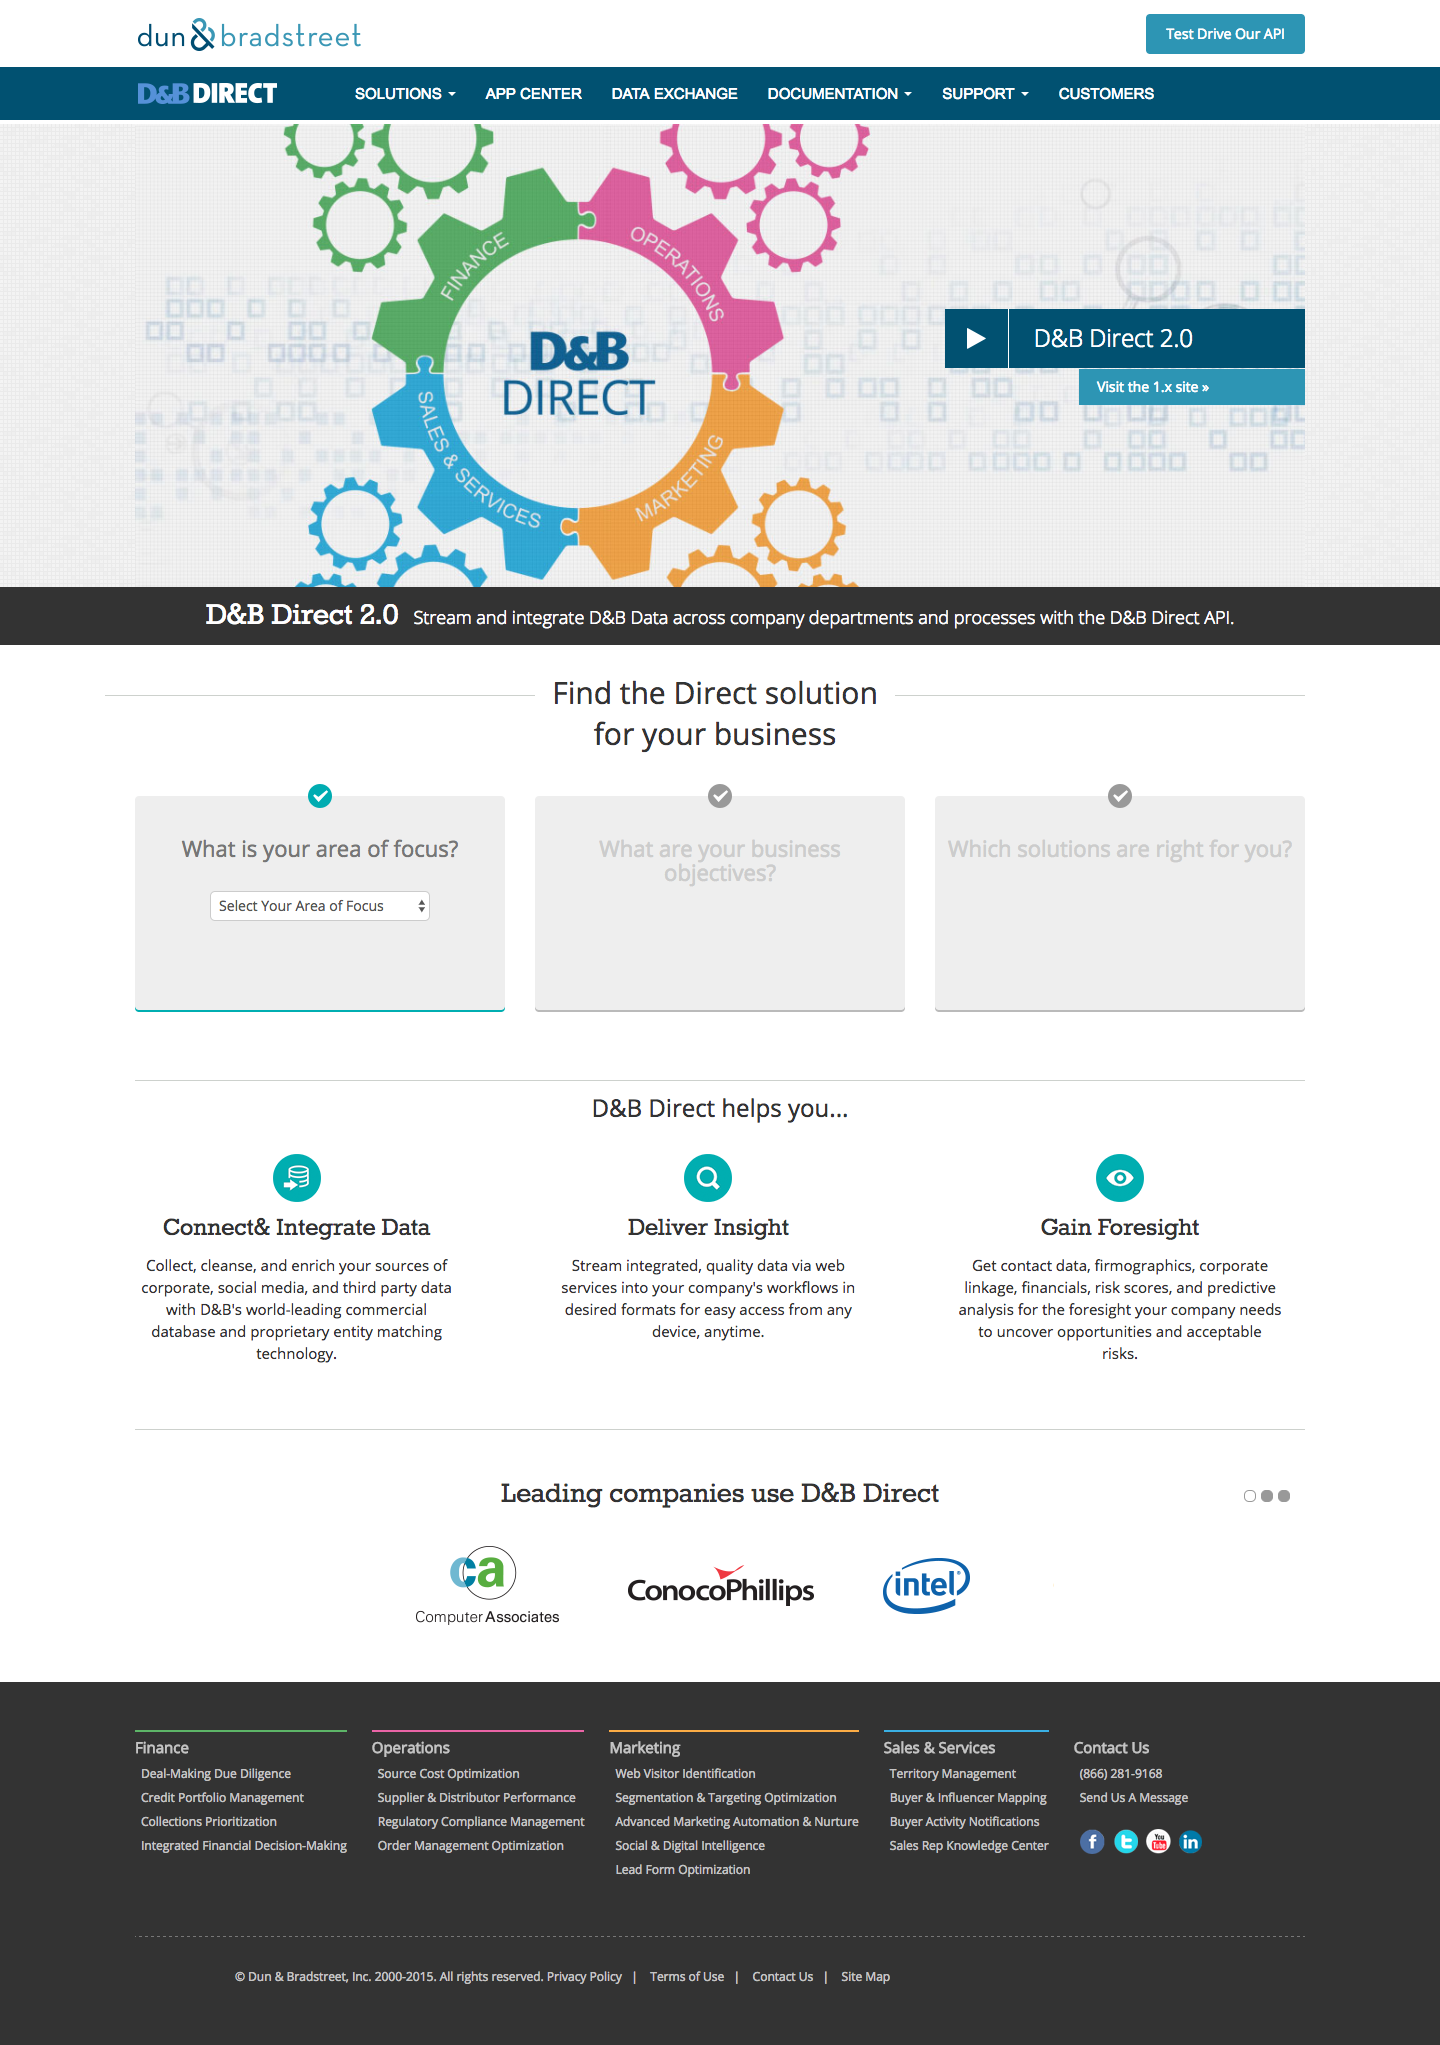 dun & bradstreet
Test Drive Our API
D&B DIRECT
SOLUTIONS
APP CENTER
DATA EXCHANGE
DOCUMENTATION
SUPPORT
CUSTOMERS
FINANCE
OPERATIONS
D&B
DIRECT
SALES & SERVICES
MARKETING
D&B Direct 2.0
Visit the 1.x site »
D&B Direct 2.0 Stream and integrate D&B Data across company departments and processes with the D&B Direct API.
Find the Direct solution
for your business
What is your area of focus?
Select Your Area of Focus
What are your business
objectives?
Which solutions are right for you?
D&B Direct helps you...
Connect& Integrate Data
Collect, cleanse, and enrich your sources of
corporate, social media, and third party data
with D&B's world-leading commercial
database and proprietary entity matching
technology.
Deliver Insight
Stream integrated, quality data via web
services into your company's workflows in
desired formats for easy access from any
device, anytime.
Gain Foresight
Get contact data, firmographics, corporate
linkage, financials, risk scores, and predictive
analysis for the foresight your company needs
to uncover opportunities and acceptable
risks.
Leading companies use D&B Direct
ca
Computer Associates
ConocoPhillips
intel
Finance
Deal-Making Due Diligence
Credit Portfolio Management
Collections Prioritization
Integrated Financial Decision-Making
Operations
Source Cost Optimization
Supplier & Distributor Performance
Regulatory Compliance Management
Order Management Optimization
Marketing
Web Visitor Identification
Segmentation & Targeting Optimization
Advanced Marketing Automation & Nurture
Social & Digital Intelligence
Lead Form Optimization
Sales & Services
Territory Management
Buyer & Influencer Mapping
Buyer Activity Notifications
Sales Rep Knowledge Center
Contact Us
(866) 281-9168
Send Us A Message
f
t
You Tube
in
© Dun & Bradstreet, Inc. 2000-2015. All rights reserved. Privacy Policy | Terms of Use | Contact Us | Site Map